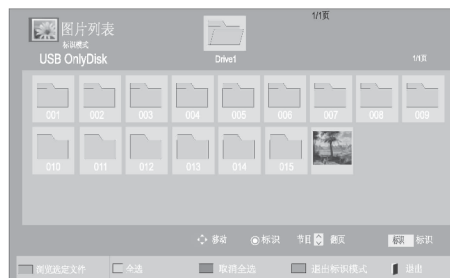 1/1页
图片列表
标识模式
USB OnlyDisk
Drive1
1/1页
001 002 003 004 005 006 007 008 009
010 011 012 013 014 015
移动 标识 节目 翻页 标识 标识
浏览选定文件 全选 取消全选 退出标识模式 退出